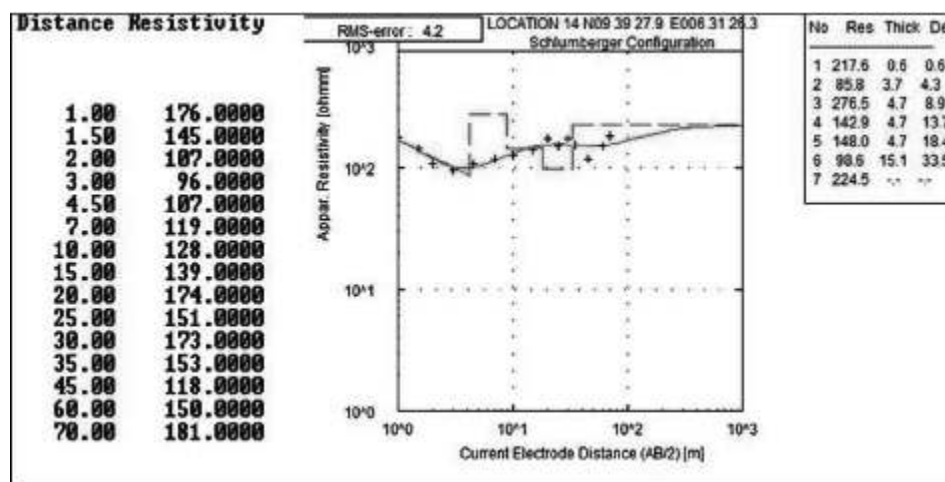 Distance Resistivity
1.00 176.0000
1.50 145.0000
2.00 107.0000
3.00 96.0000
4.50 107.0000
7.00 119.0000
10.00 128.0000
15.00 139.0000
20.00 174.0000
25.00 151.0000
30.00 173.0000
35.00 153.0000
45.00 118.0000
60.00 150.0000
70.00 181.0000
RMS-error: 4.2
LOCATION 14 N09 39 27.9 E006.31 26.3
Schlumberger Configuration
Appar. Resistivity [ohmm]
10^3
10^2
10^1
10^0
10^0 10^1 10^2 10^3
Current Electrode Distance (AB/2) [m]
No Res Thick De
1 217.6 0.6 0.6
2 85.8 3.7 4.3
3 276.5 4.7 8.9
4 142.9 4.7 13.7
5 148.0 4.7 18.4
6 98.6 15.1 33.5
7 224.5 -.- -.-